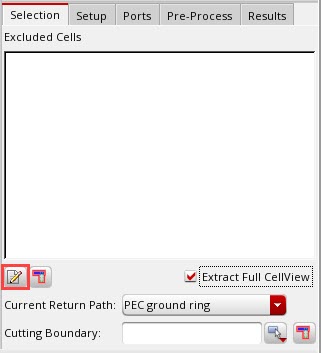 Selection Setup Ports Pre-Process Results
Excluded Cells
Extract Full CellView
Current Return Path: PEC ground ring
Cutting Boundary: